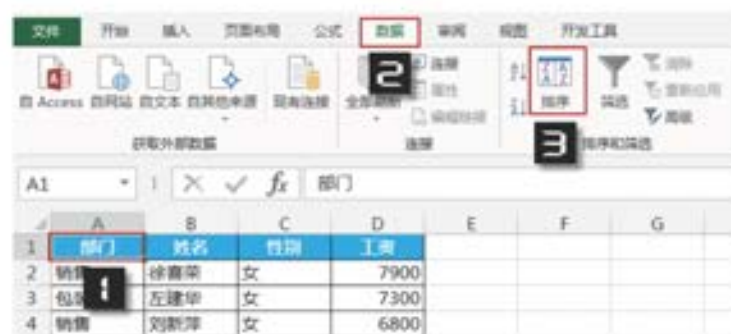 文件 开始 插入 页面布局 公式 数据 审阅 视图 开发工具
2
自 Access 自网站 自文本 自其他来源 现有连接 全部刷新
连接
属性
编辑链接
排序
筛选
清除
重新应用
高级
3
获取外部数据 连接 排序和筛选
A1 fx 部门
A B C D E F G
1 部门 姓名 性别 工资
2 销售 徐喜荣 女 7900
1
3 左建华 女 7300
4 销售 刘新萍 女 6800